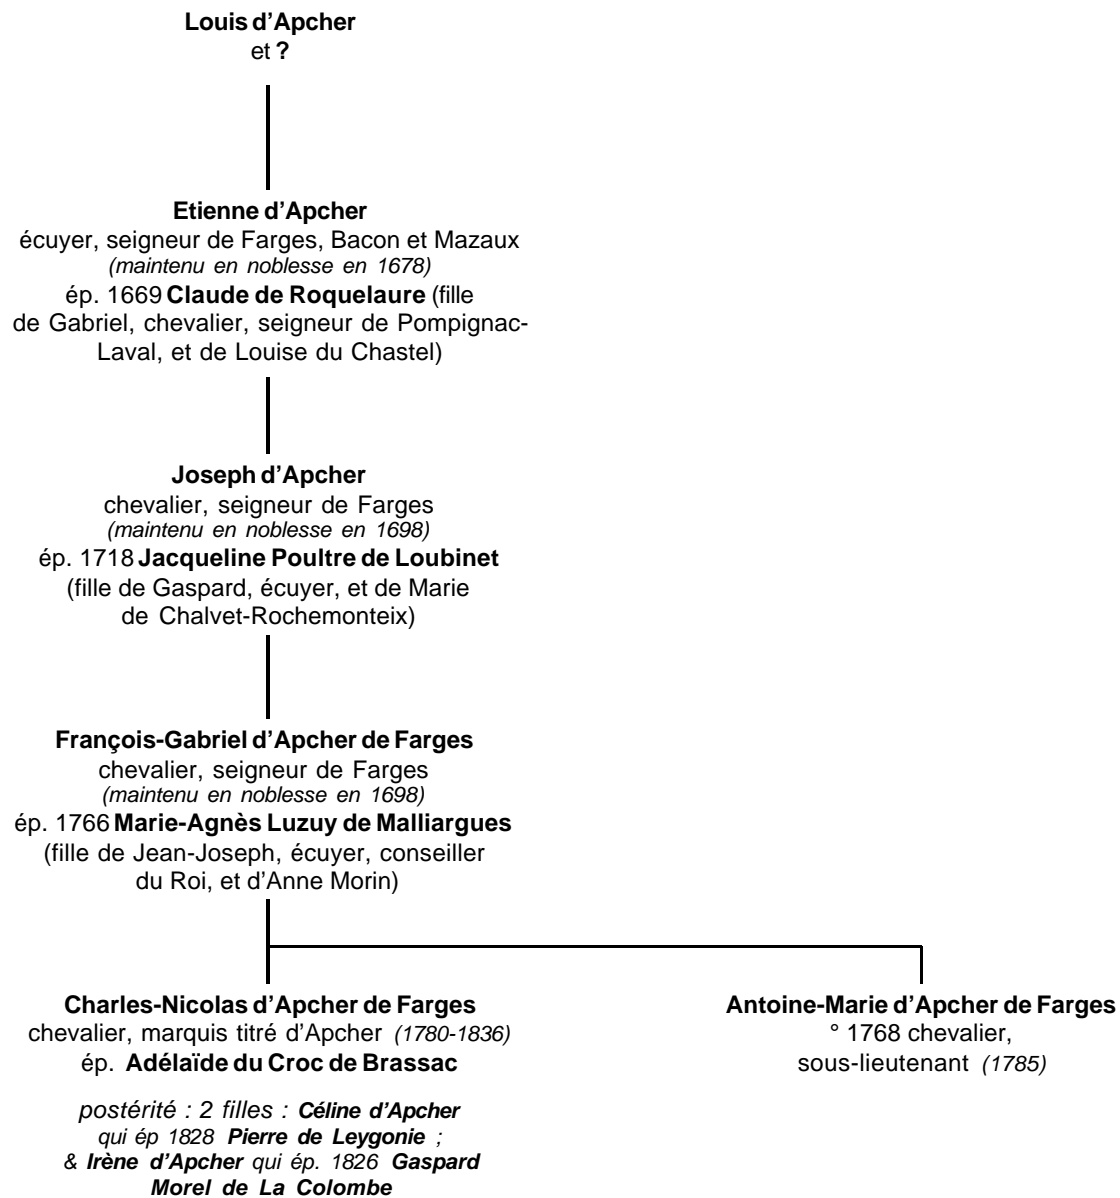 Louis d’Apcher
et ?
Etienne d’Apcher
écuyer, seigneur de Farges, Bacon et Mazaux
(maintenu en noblesse en 1678)
ép. 1669 Claude de Roquelaure (fille
de Gabriel, chevalier, seigneur de Pompignac-
Laval, et de Louise du Chastel)
Joseph d’Apcher
chevalier, seigneur de Farges
(maintenu en noblesse en 1698)
ép. 1718 Jacqueline Poultre de Loubinet
(fille de Gaspard, écuyer, et de Marie
de Chalvet-Rochemonteix)
François-Gabriel d’Apcher de Farges
chevalier, seigneur de Farges
(maintenu en noblesse en 1698)
ép. 1766 Marie-Agnès Luzuy de Malliargues
(fille de Jean-Joseph, écuyer, conseiller
du Roi, et d’Anne Morin)
Charles-Nicolas d’Apcher de Farges
chevalier, marquis titré d’Apcher (1780-1836)
ép. Adélaïde du Croc de Brassac
postérité : 2 filles : Céline d’Apcher
qui ép 1828 Pierre de Leygonie ;
& Irène d’Apcher qui ép. 1826 Gaspard
Morel de La Colombe
Antoine-Marie d’Apcher de Farges
° 1768 chevalier,
sous-lieutenant (1785)